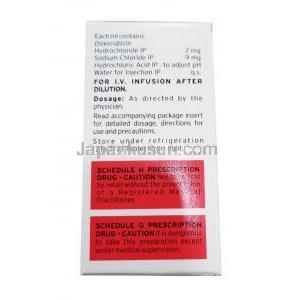 Each ml contains:
Doxorubicin
Hydrochloride IP 2 mg
Sodium Chloride IP 9 mg
Hydrochloric Acid IP to adjust pH
Water for Injection IP q.s.
FOR I.V. INFUSION AFTER
DILUTION.
Dosage: As directed by the
physician.
Read accompanying package insert
for detailed dosage, directions for
use and precautions.
Store under refrigeration
SCHEDULE H PRESCRIPTION
DRUG - CAUTION
by retail without the prescription
of a Registered Medical
Practitioner.
SCHEDULE G PRESCRIPTION
DRUG - CAUTION It is dangerous
to take this preparation except
under medical supervision.